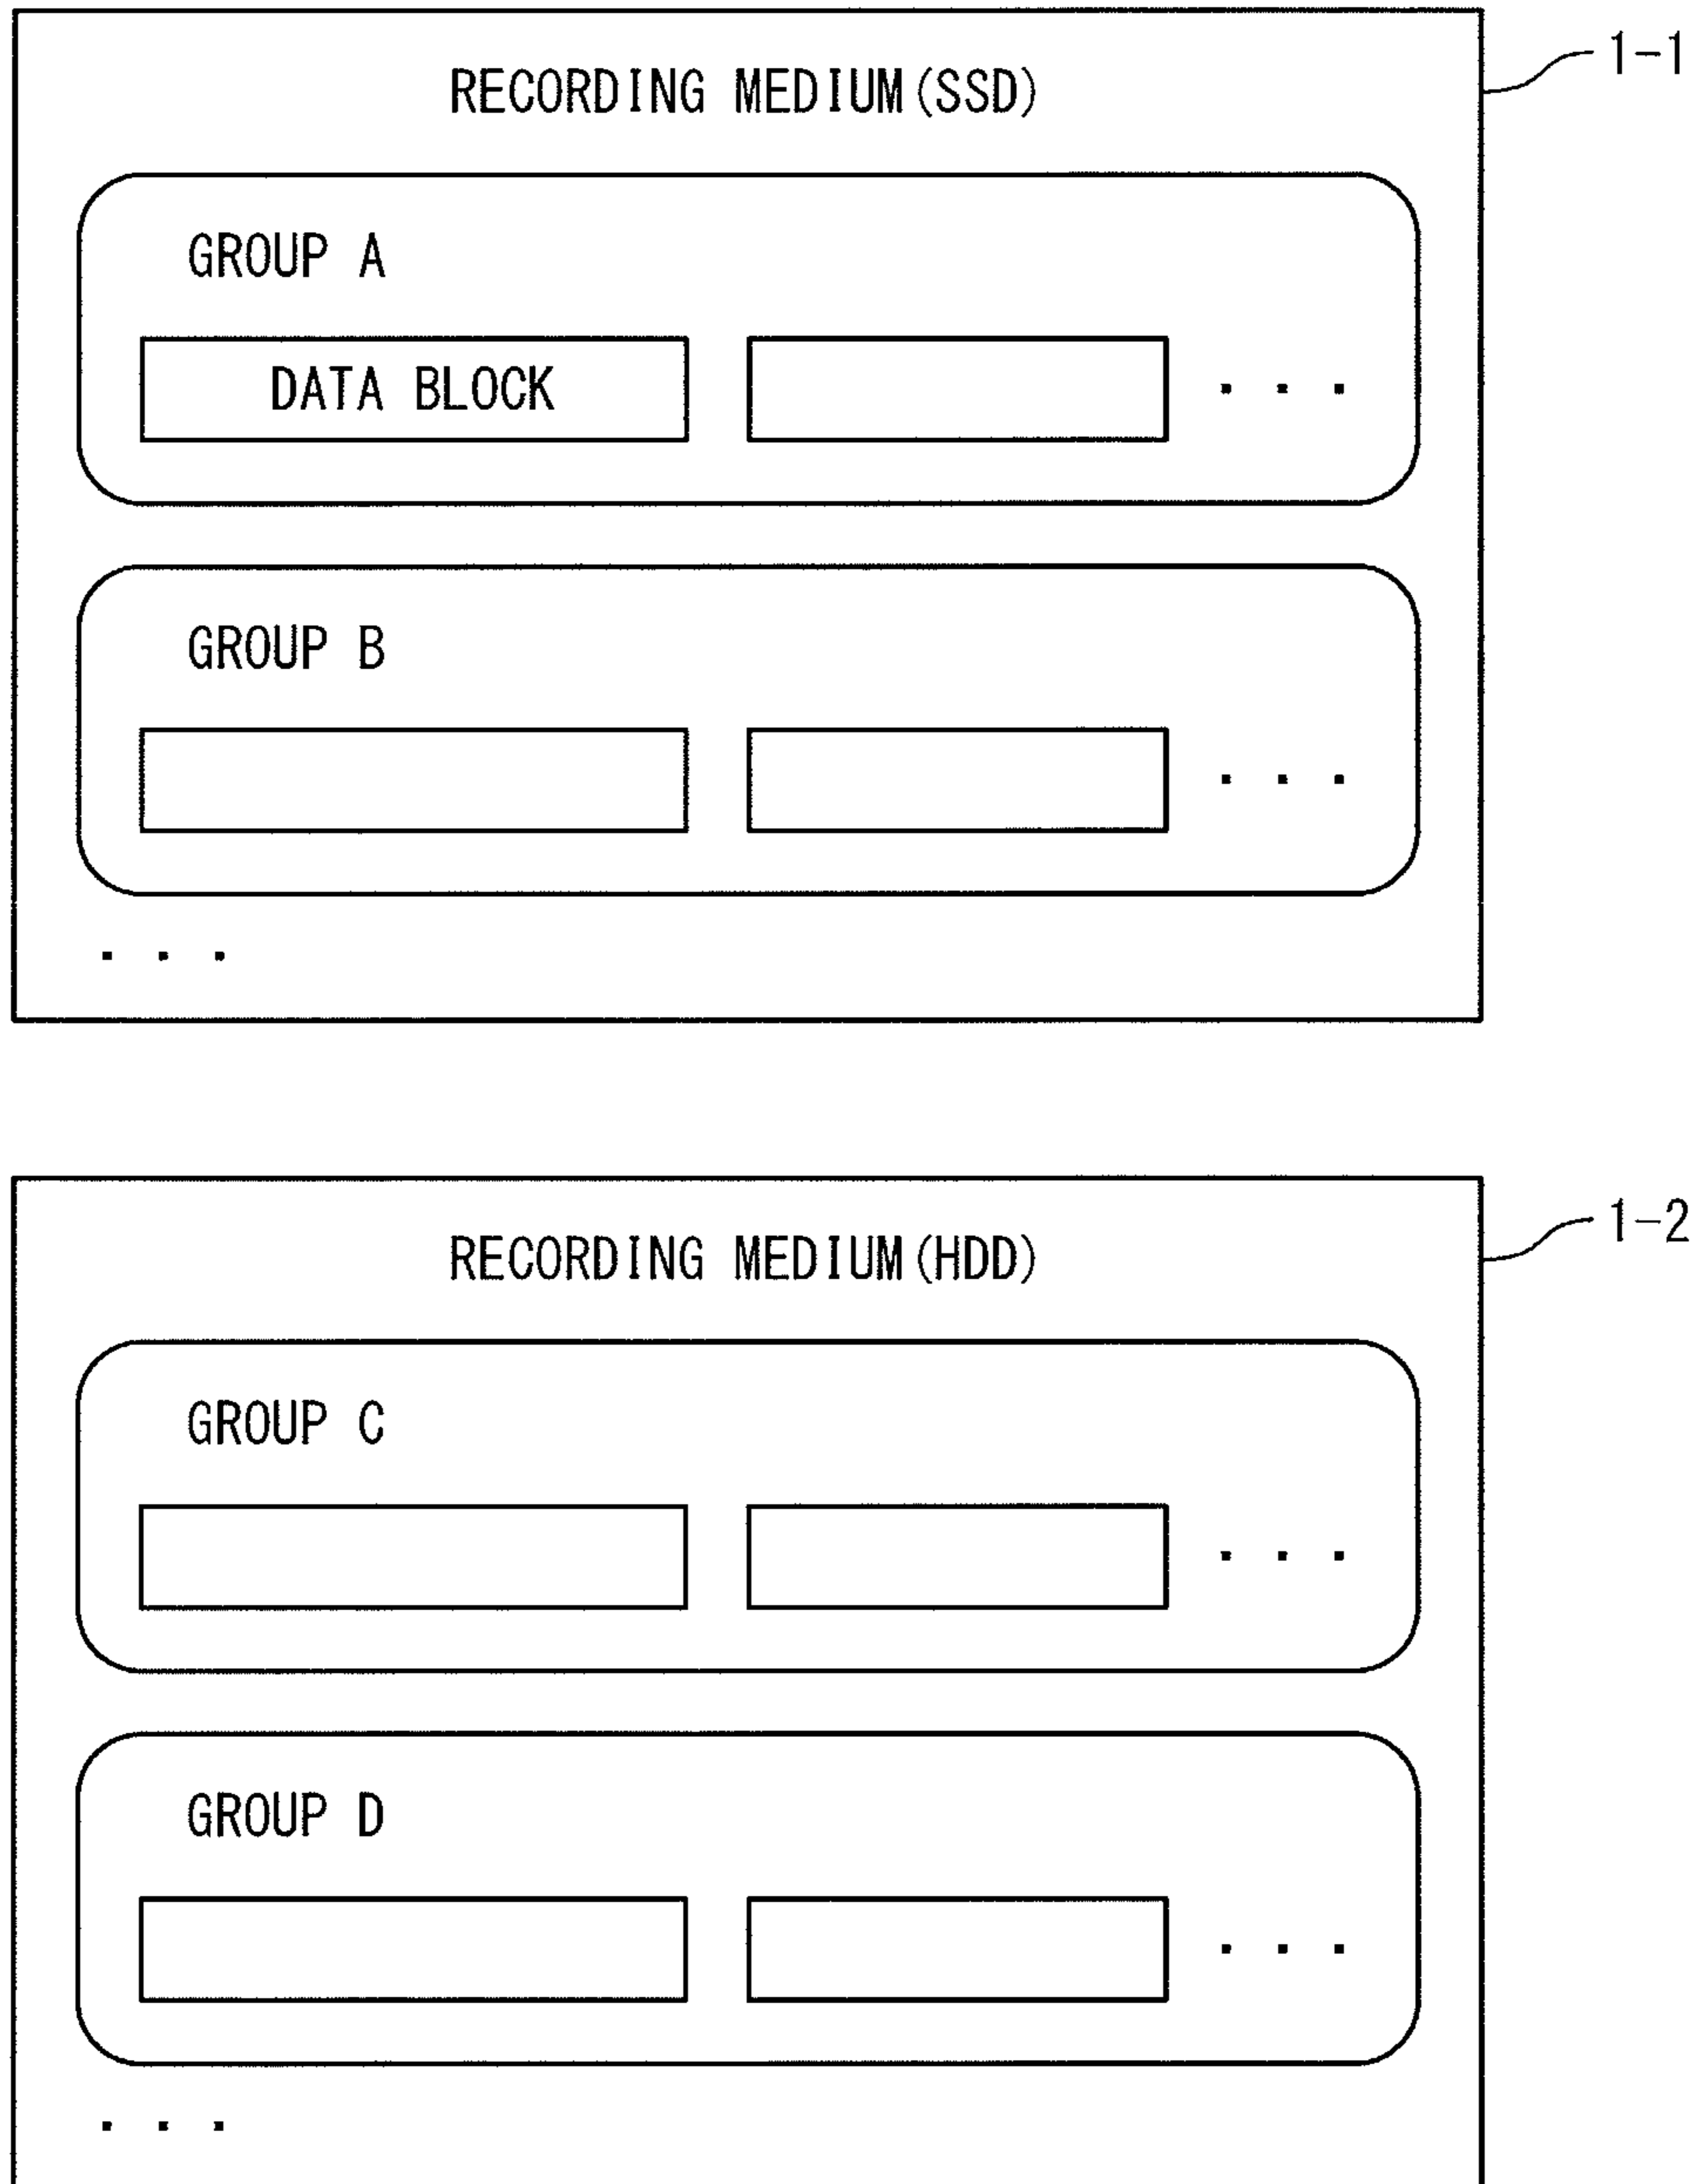 1-1
RECORDING MEDIUM(SSD)
GROUP A
DATA BLOCK
. . .
GROUP B
. . .
. . .
1-2
RECORDING MEDIUM(HDD)
GROUP C
. . .
GROUP D
. . .
. . .